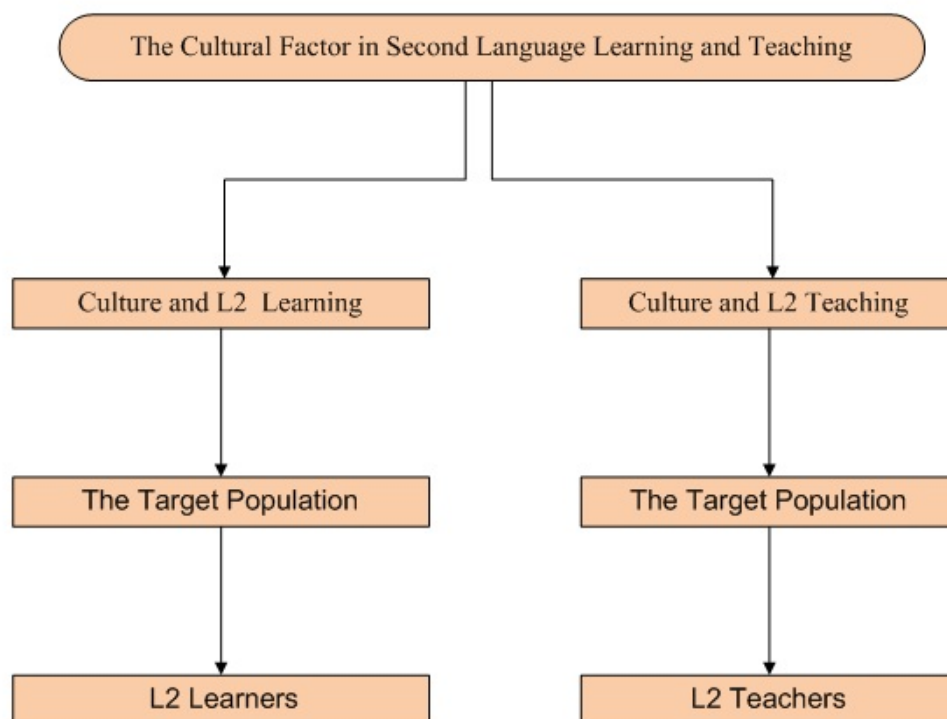 The Cultural Factor in Second Language Learning and Teaching
Culture and L2 Learning
Culture and L2 Teaching
The Target Population
The Target Population
L2 Learners
L2 Teachers